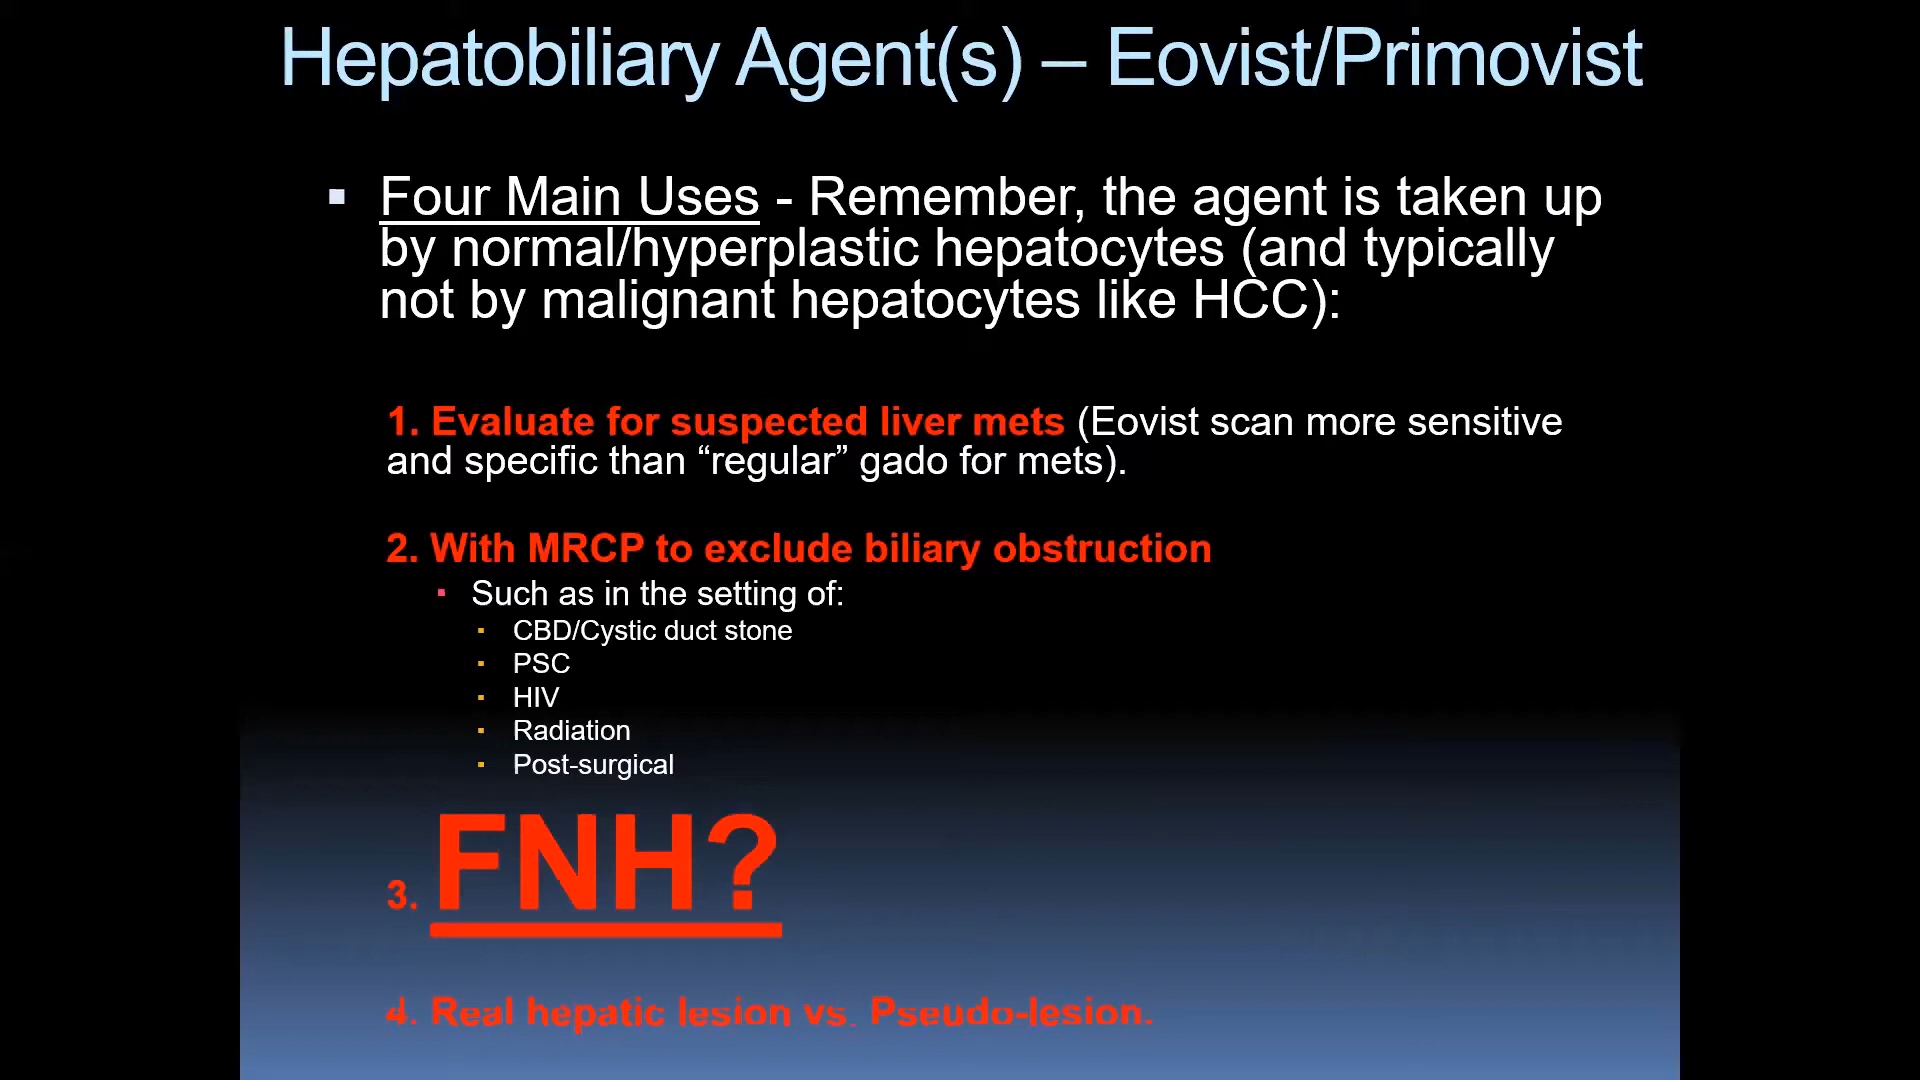 Hepatobiliary Agent(s) – Eovist/Primovist
Four Main Uses - Remember, the agent is taken up
by normal/hyperplastic hepatocytes (and typically
not by malignant hepatocytes like HCC):
1. Evaluate for suspected liver mets (Eovist scan more sensitive
and specific than “regular” gado for mets).
2. With MRCP to exclude biliary obstruction
Such as in the setting of:
CBD/Cystic duct stone
PSC
HIV
Radiation
Post-surgical
3. FNH?
4. Real hepatic lesion vs. Pseudo-lesion.